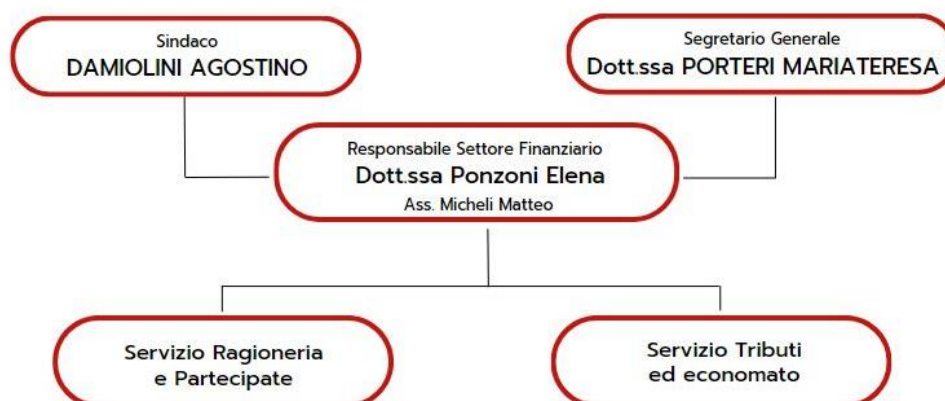 Sindaco
DAMIOLINI AGOSTINO
Segretario Generale
Dott.ssa PORTERI MARIATERESA
Responsabile Settore Finanziario
Dott.ssa Ponzoni Elena
Ass. Micheli Matteo
Servizio Ragioneria
e Partecipate
Servizio Tributi
ed economato